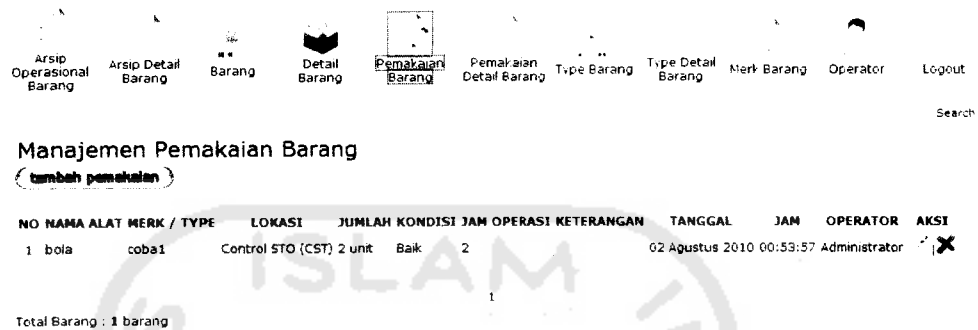 Arsip Operasional Barang
Arsip Detail Barang
Barang
Detail Barang
Pemakaian Barang
Pemakaian Detail Barang
Type Barang
Type Detail Barang
Merk Barang
Operator
Logout
Search
Manajemen Pemakaian Barang
tambah pemakaian
NO NAMA ALAT MERK / TYPE LOKASI JUMLAH KONDISI JAM OPERASI KETERANGAN TANGGAL JAM OPERATOR AKSI
1 bola coba1 Control STO (CST) 2 unit Baik 2 02 Agustus 2010 00:53:57 Administrator
1
Total Barang : 1 barang
ISLAM